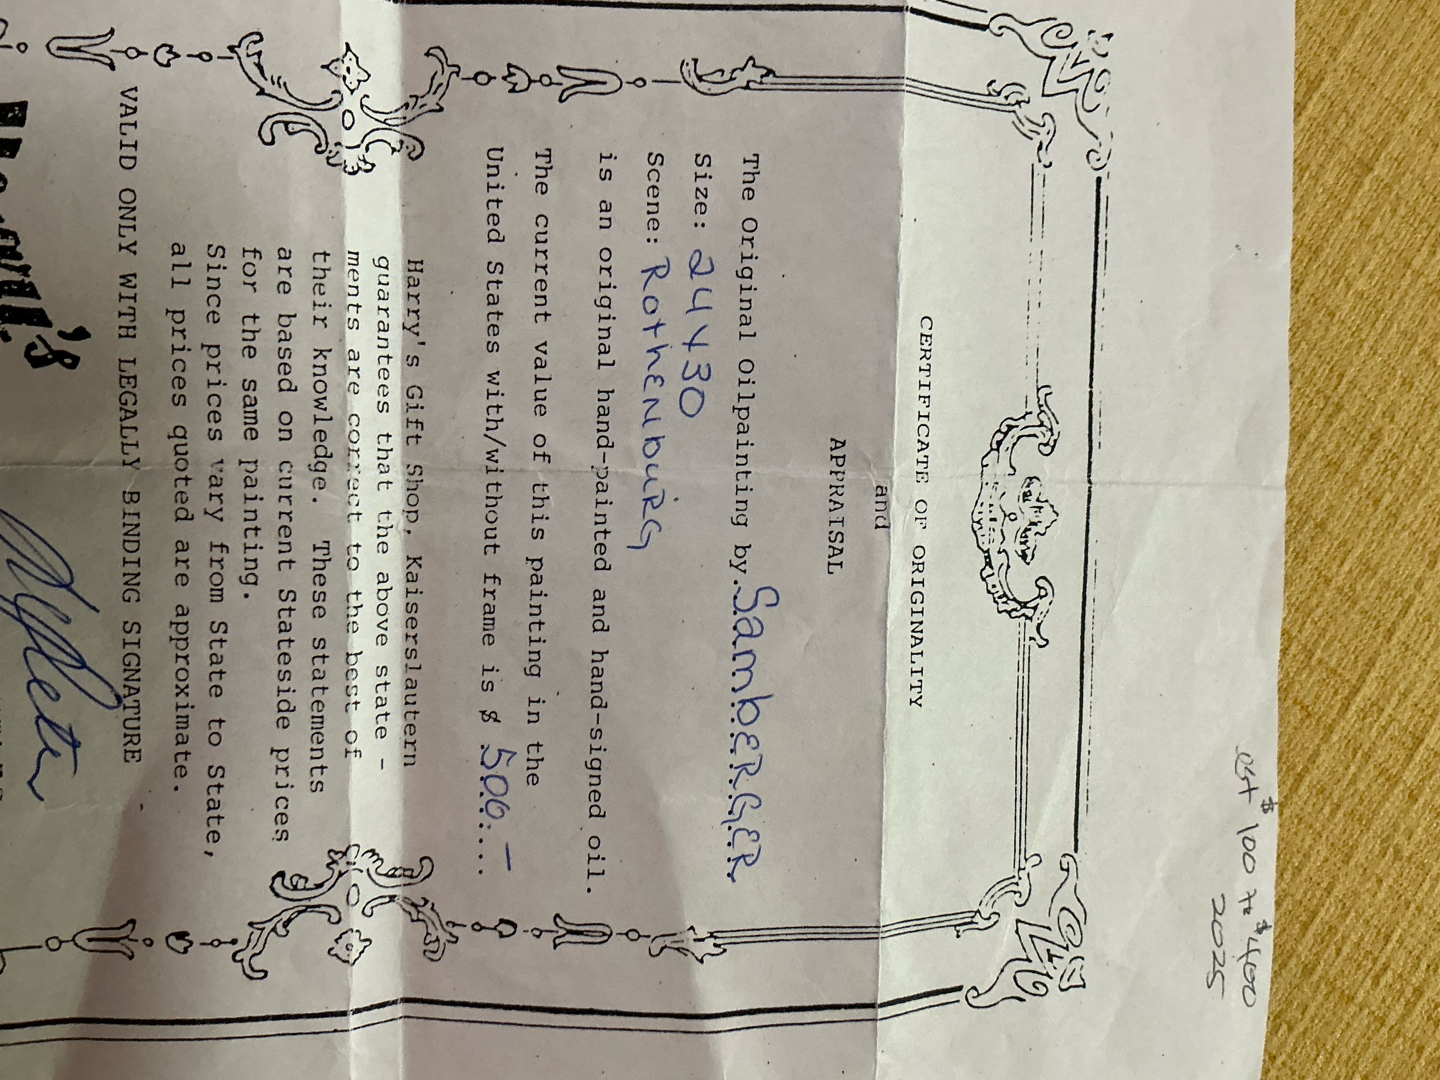 est $100 to $400
2025
CERTIFICATE OF ORIGINALITY
and
APPRAISAL
The Original Oilpainting by.SambERGER.
Size: 24x30
Scene: RothENbuRG
is an original hand-painted and hand-signed oil.
The current value of this painting in the
United States with/without frame is $ 500.-....
Harry's Gift Shop, Kaiserslautern
guarantees that the above state -
ments are correct to the best of
their knowledge. These statements
are based on current Stateside prices
for the same painting.
Since prices vary from State to State,
all prices quoted are approximate.
VALID ONLY WITH LEGALLY BINDING SIGNATURE
Harry's